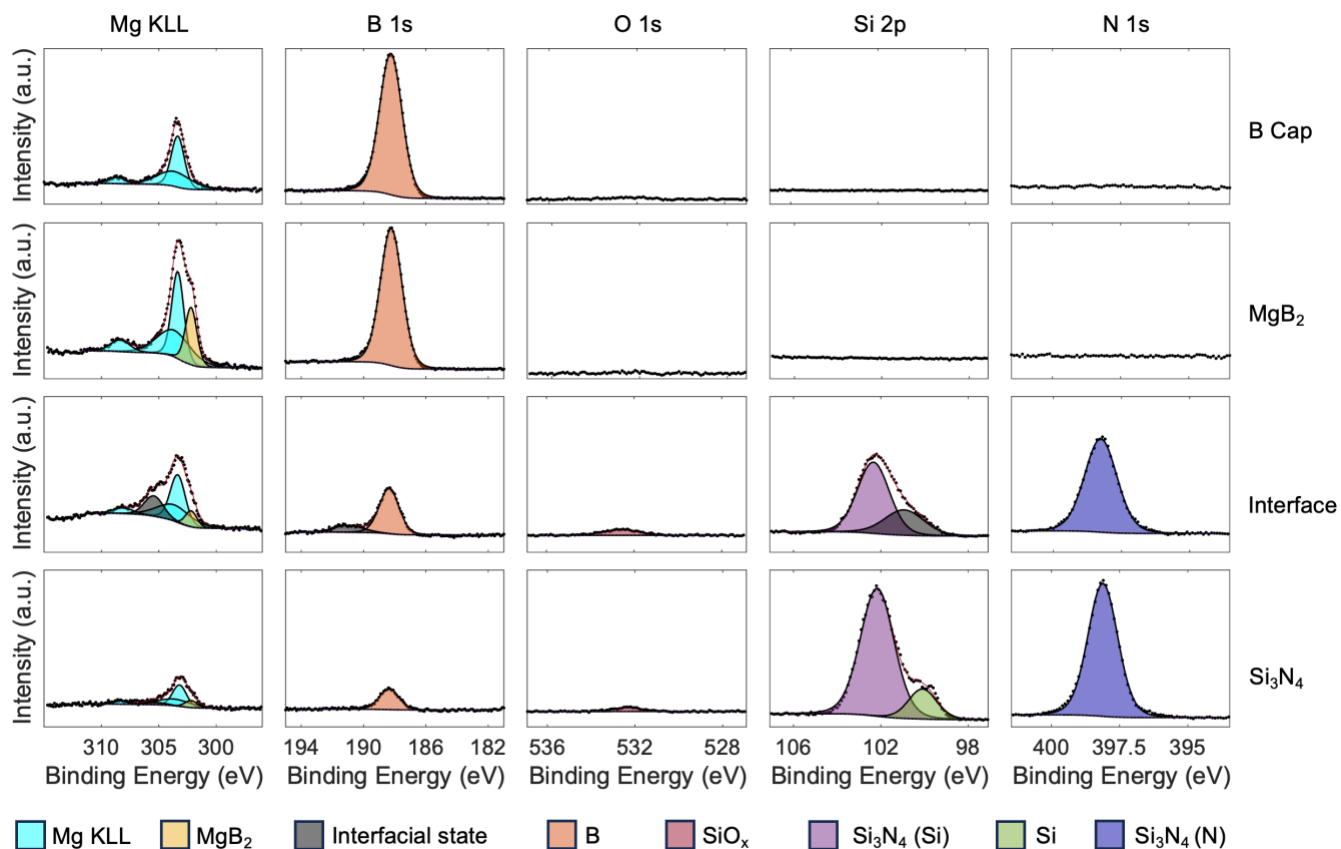 Mg KLL B 1s O 1s Si 2p N 1s
Intensity (a.u.)
B Cap
Intensity (a.u.)
MgB₂
Intensity (a.u.)
Interface
Intensity (a.u.)
Si₃N₄
310 305 300 194 190 186 182 536 532 528 106 102 98 400 397.5 395
Binding Energy (eV) Binding Energy (eV) Binding Energy (eV) Binding Energy (eV) Binding Energy (eV)
Mg KLL MgB₂ Interfacial state B SiOₓ Si₃N₄ (Si) Si Si₃N₄ (N)